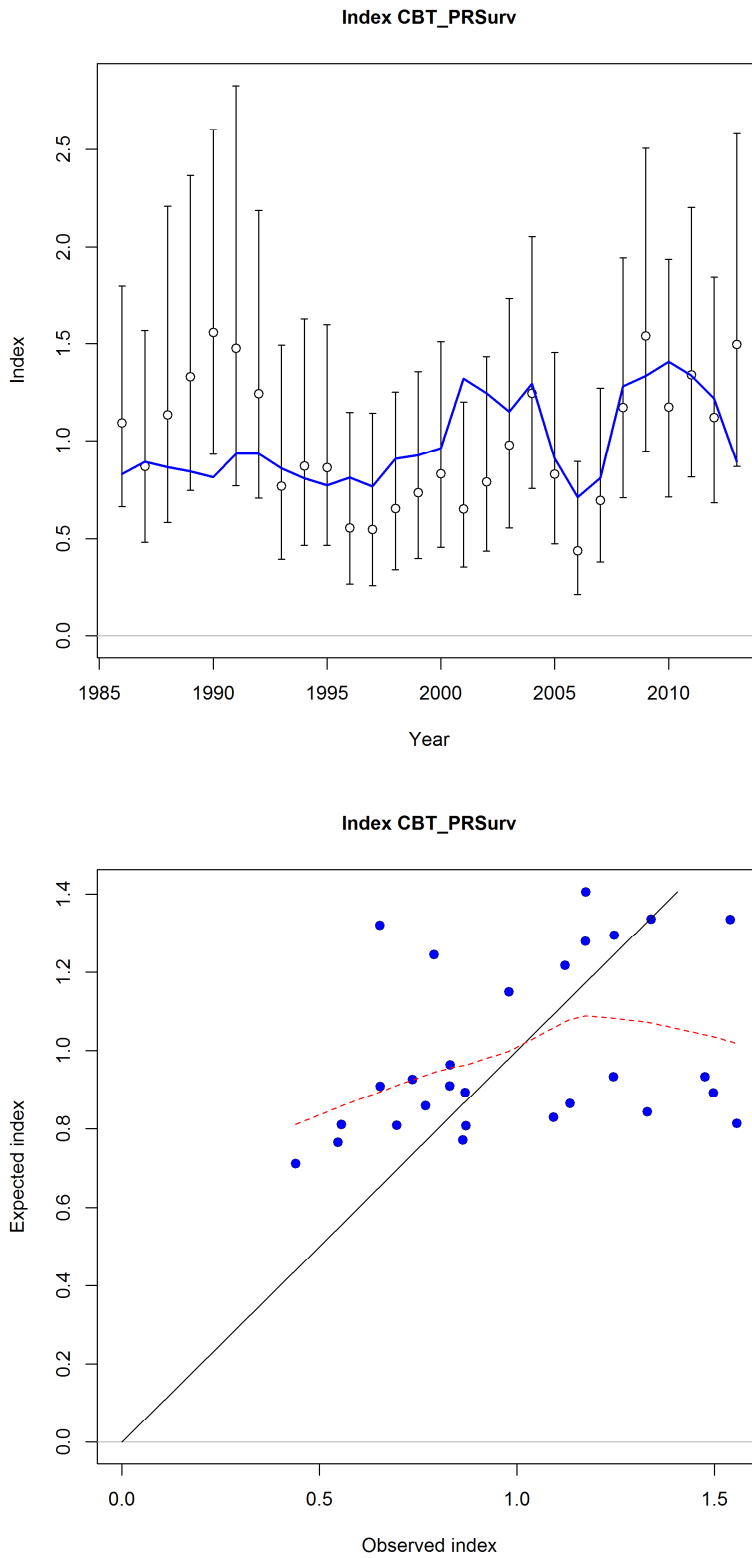 Index CBT_PRSurv
Index
0.0 0.5 1.0 1.5 2.0 2.5
1985 1990 1995 2000 2005 2010
Year
Index CBT_PRSurv
Expected index
0.0 0.2 0.4 0.6 0.8 1.0 1.2 1.4
0.0 0.5 1.0 1.5
Observed index